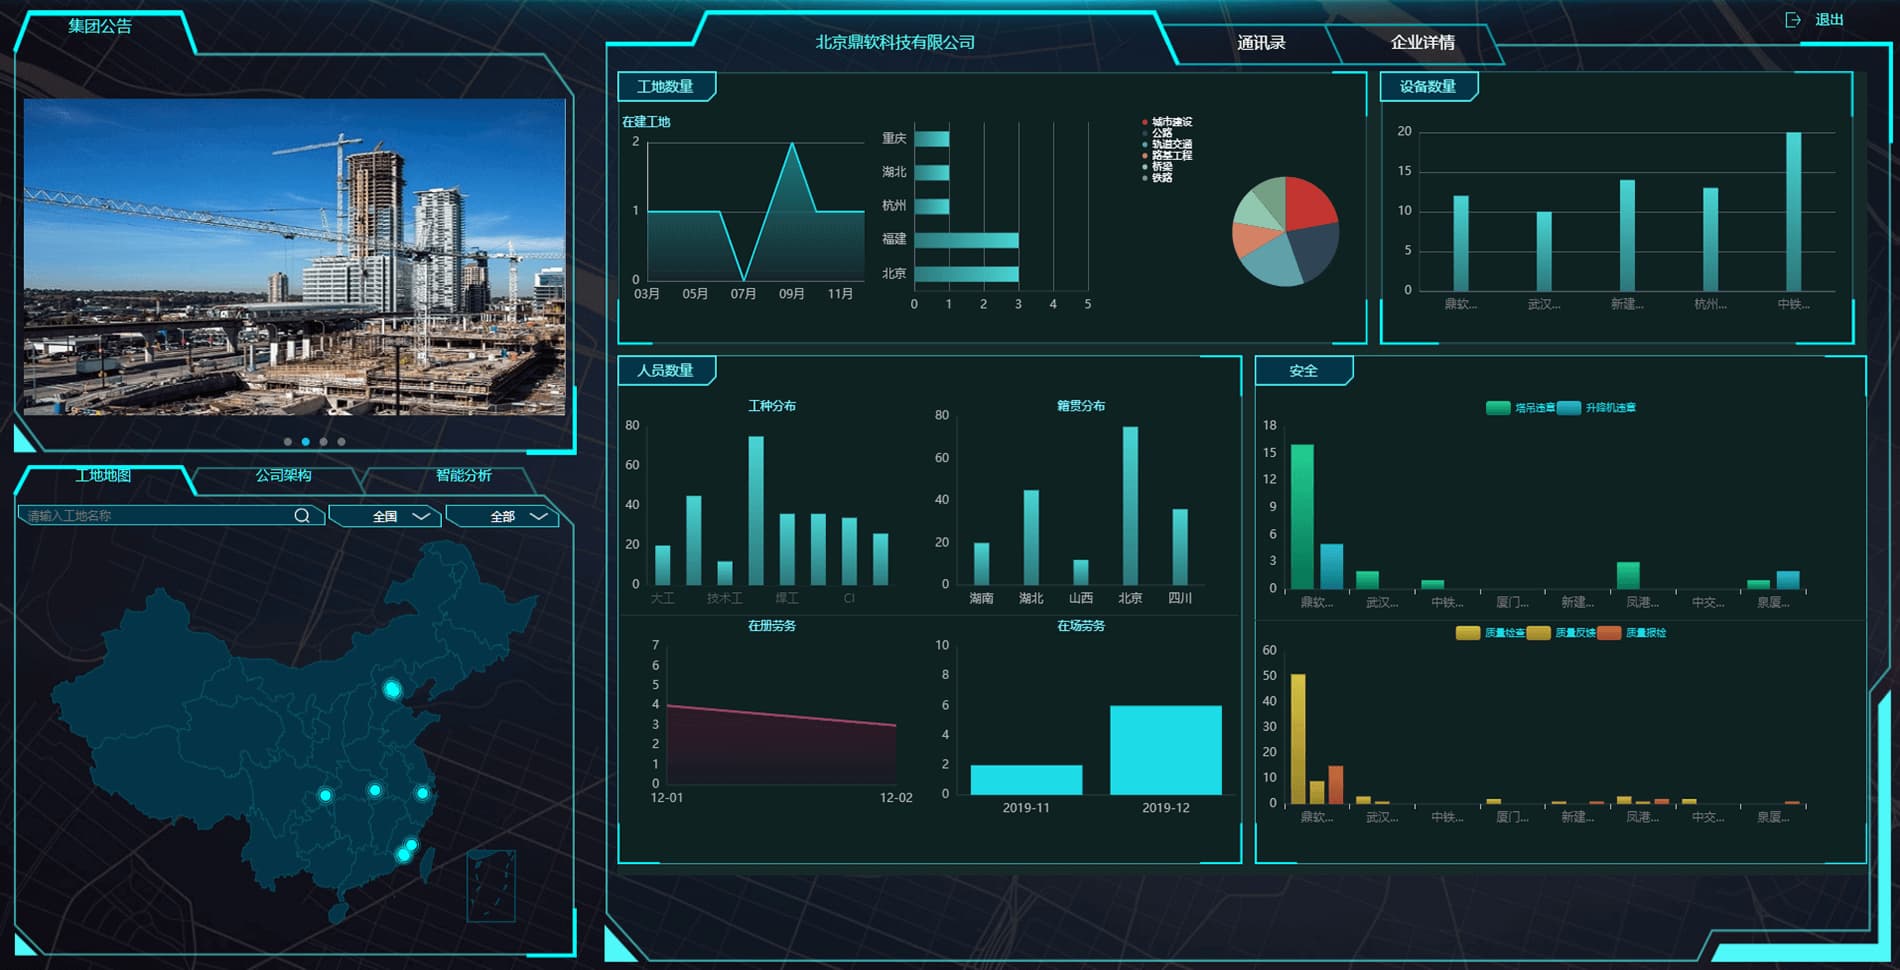 集团公告
北京鼎软科技有限公司
通讯录
企业详情
退出
工地数量
在建工地
2
1
0
03月 05月 07月 09月 11月
重庆
湖北
杭州
福建
北京
0 1 2 3 4 5
城市建设
公路
轨道交通
路基工程
桥梁
铁路
设备数量
20
15
10
5
0
鼎软... 武汉... 新建... 杭州... 中铁...
工地地图
公司架构
智能分析
请输入工地名称
全国
全部
人员数量
工种分布
80
60
40
20
0
大工 技术工 焊工 CI
籍贯分布
80
60
40
20
0
湖南 湖北 山西 北京 四川
在册劳务
7
6
5
4
3
2
1
0
12-01 12-02
在场劳务
10
8
6
4
2
0
2019-11 2019-12
安全
塔吊违章 升降机违章
18
15
12
9
6
3
0
鼎软... 武汉... 中铁... 厦门... 新建... 凤港... 中交... 泉厦...
质量检查 质量反馈 质量报检
60
50
40
30
20
10
0
鼎软... 武汉... 中铁... 厦门... 新建... 凤港... 中交... 泉厦...